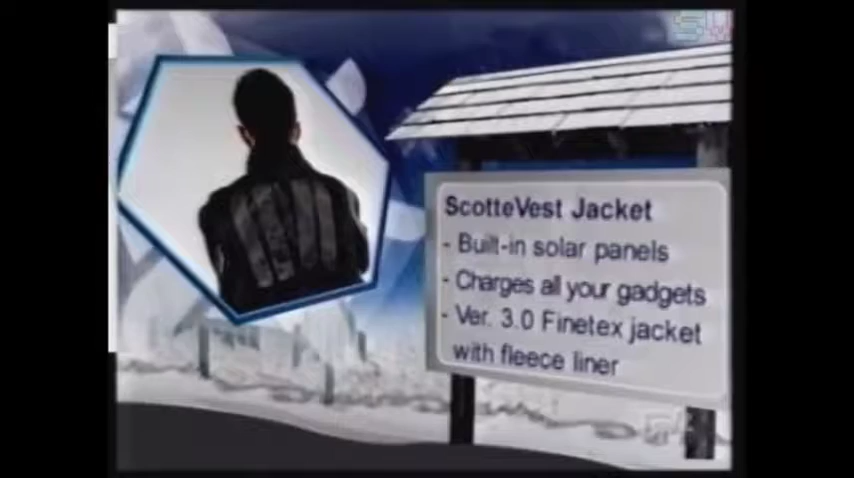 ScotteVest Jacket
- Built-in solar panels
- Charges all your gadgets
- Ver. 3.0 Finetex jacket
with fleece liner